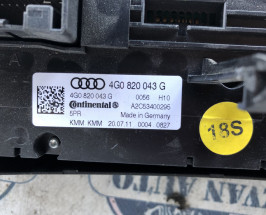 4G0 820 043 G
4G0 820 043 G 0056 H10
Continental A2C53400295
5PR Made in Germany
KMM KMM 20.07.11 0004 0827
18S